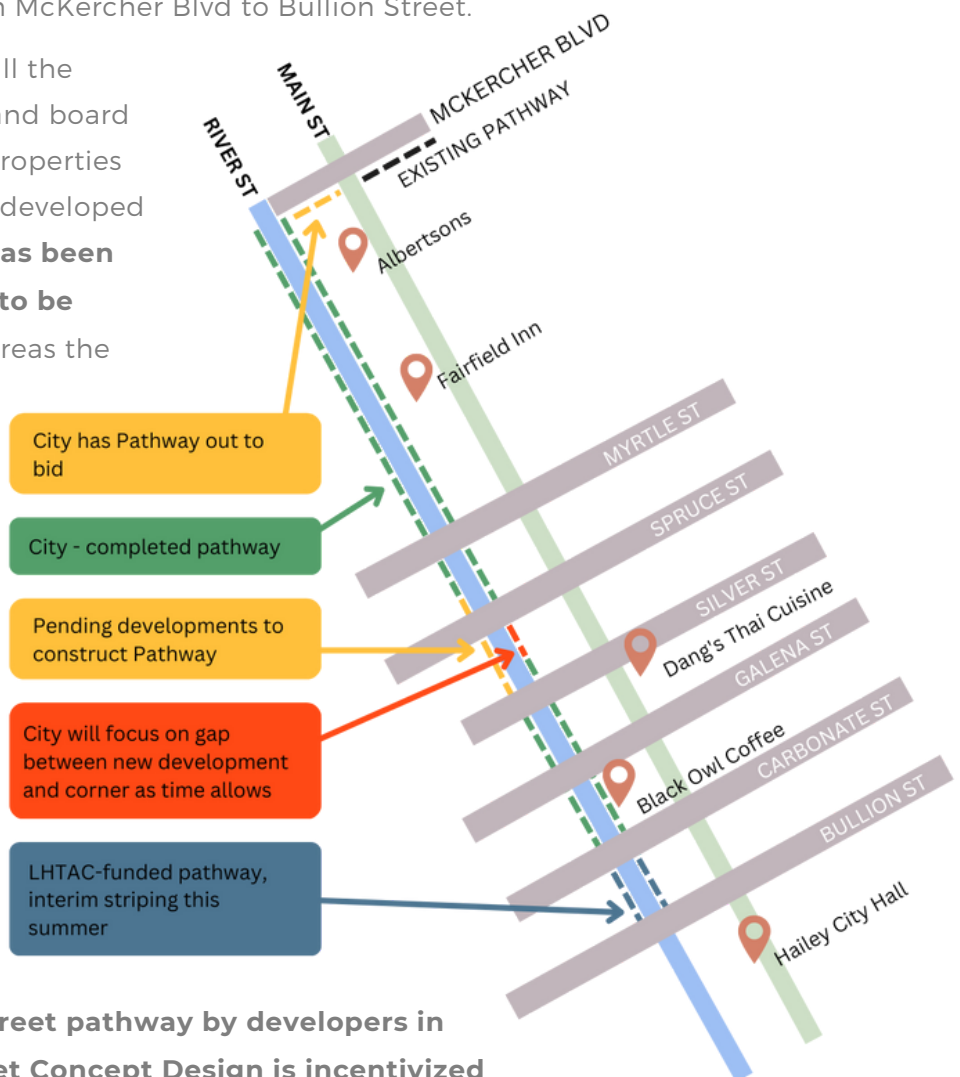 McKercher Blvd to Bullion Street.
ll the
and board
roperties
developed
as been
to be
reas the
MAIN ST
RIVER ST
MCKERCHER BLVD
EXISTING PATHWAY
Albertsons
Fairfield Inn
MYRTLE ST
SPRUCE ST
SILVER ST
Dang's Thai Cuisine
GALENA ST
CARBONATE ST
Black Owl Coffee
BULLION ST
Hailey City Hall
City has Pathway out to
bid
City - completed pathway
Pending developments to
construct Pathway
City will focus on gap
between new development
and corner as time allows
LHTAC-funded pathway,
interim striping this
summer
reet pathway by developers in
et Concept Design is incentivized